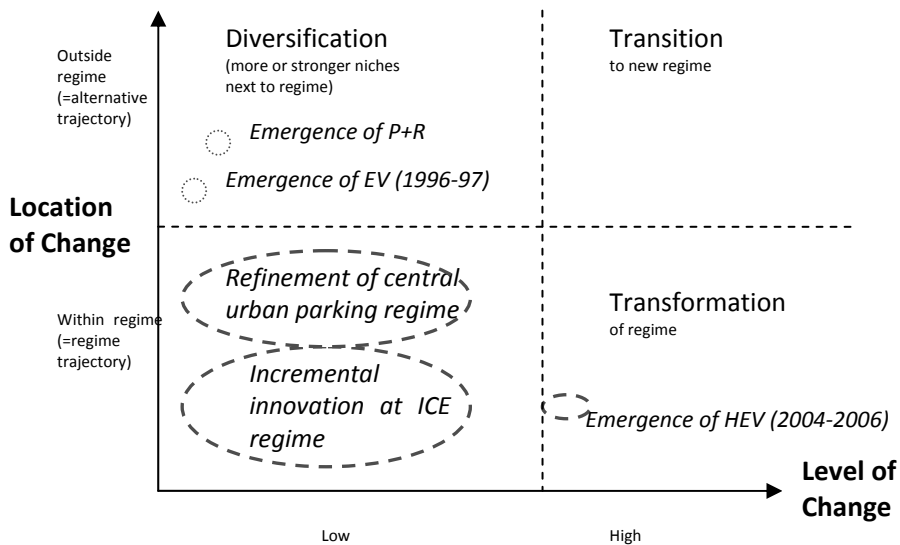 Diversification
(more or stronger niches
next to regime)
Transition
to new regime
Outside
regime
(=alternative
trajectory)
Emergence of P+R
Emergence of EV (1996-97)
Location
of Change
Refinement of central
urban parking regime
Within regime
(=regime
trajectory)
Transformation
of regime
Incremental
innovation at ICE
regime
Emergence of HEV (2004-2006)
Level of
Change
Low
High